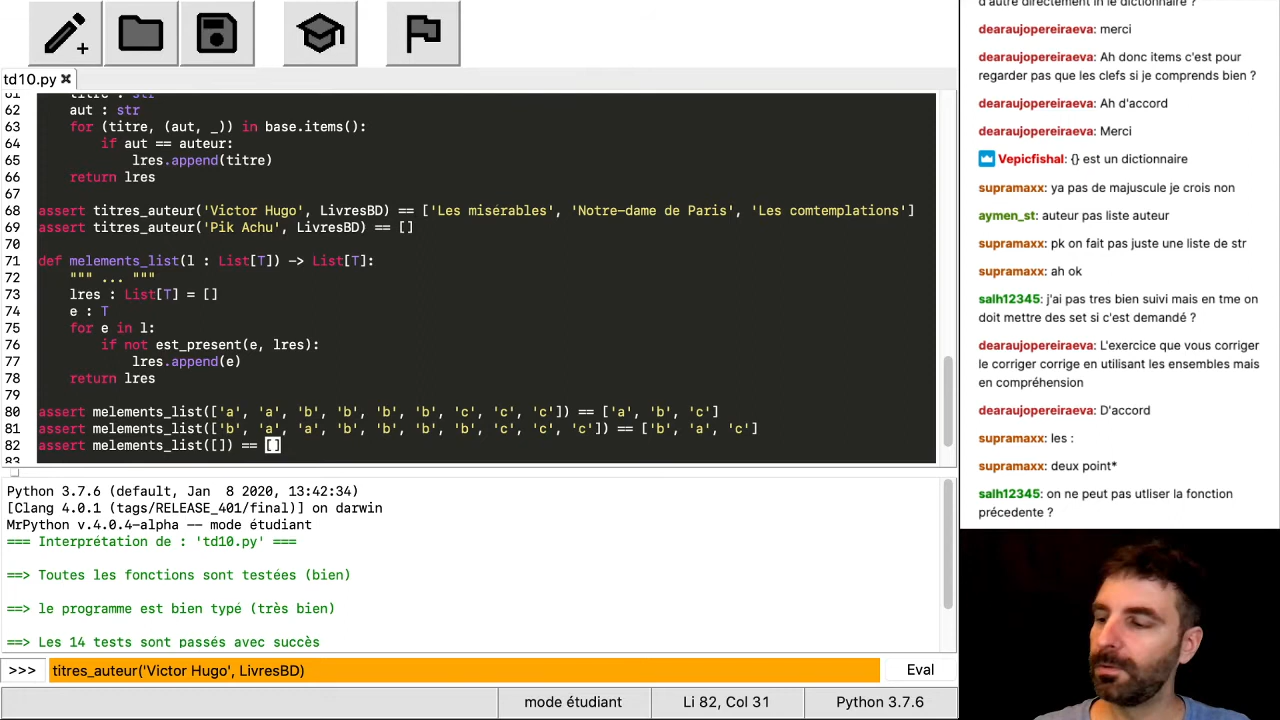 td10.py ✖
61 titre : str
62 aut : str
63 for (titre, (aut, _)) in base.items():
64 if aut == auteur:
65 lres.append(titre)
66 return lres
67
68 assert titres_auteur('Victor Hugo', LivresBD) == ['Les misérables', 'Notre-dame de Paris', 'Les comtemplations']
69 assert titres_auteur('Pik Achu', LivresBD) == []
70
71 def melements_list(l : List[T]) -> List[T]:
72 """ ... """
73 lres : List[T] = []
74 e : T
75 for e in l:
76 if not est_present(e, lres):
77 lres.append(e)
78 return lres
79
80 assert melements_list(['a', 'a', 'b', 'b', 'b', 'b', 'c', 'c', 'c']) == ['a', 'b', 'c']
81 assert melements_list(['b', 'a', 'a', 'b', 'b', 'b', 'b', 'c', 'c', 'c']) == ['b', 'a', 'c']
82 assert melements_list([]) == []
83
Python 3.7.6 (default, Jan  8 2020, 13:42:34)
[Clang 4.0.1 (tags/RELEASE_401/final)] on darwin
MrPython v.4.0.4-alpha -- mode étudiant
=== Interprétation de : 'td10.py' ===
==> Toutes les fonctions sont testées (bien)
==> le programme est bien typé (très bien)
==> Les 14 tests sont passés avec succès
>>> titres_auteur('Victor Hugo', LivresBD) Eval
mode étudiant Li 82, Col 31 Python 3.7.6
d'autre directement in le dictionnaire ?
dearaujopereiraeva: merci
dearaujopereiraeva: Ah donc items c'est pour
regarder pas que les clefs si je comprends bien ?
dearaujopereiraeva: Ah d'accord
dearaujopereiraeva: Merci
Vepicfishal: {} est un dictionnaire
supramaxx: ya pas de majuscule je crois non
aymen_st: auteur pas liste auteur
supramaxx: pk on fait pas juste une liste de str
supramaxx: ah ok
salh12345: j'ai pas tres bien suivi mais en tme on
doit mettre des set si c'est demandé ?
dearaujopereiraeva: L'exercice que vous corriger
le corriger corrige en utilisant les ensembles mais
en compréhension
dearaujopereiraeva: D'accord
supramaxx: les :
supramaxx: deux point*
salh12345: on ne peut pas utliser la fonction
précedente ?